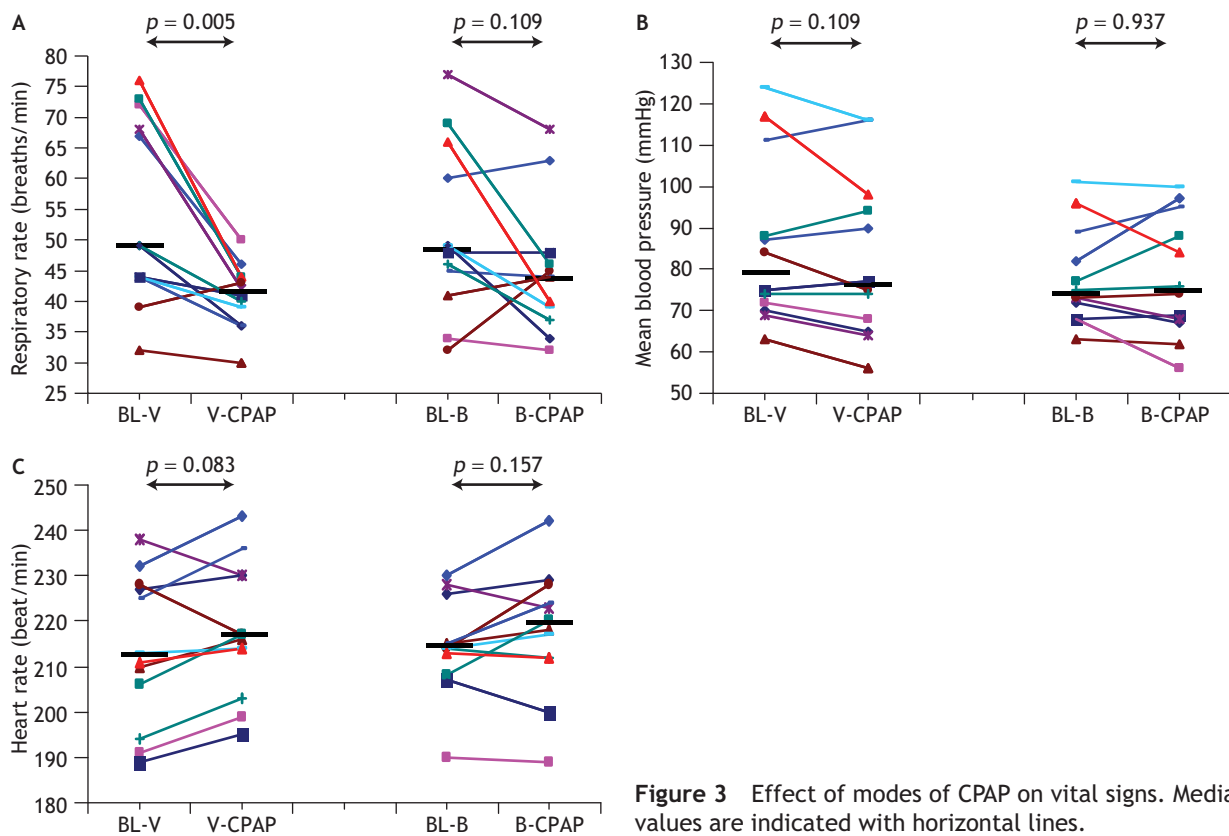 A
p = 0.005
p = 0.109
Respiratory rate (breaths/min)
80
75
70
65
60
55
50
45
40
35
30
25
BL-V
V-CPAP
BL-B
B-CPAP
B
p = 0.109
p = 0.937
Mean blood pressure (mmHg)
130
120
110
100
90
80
70
60
50
BL-V
V-CPAP
BL-B
B-CPAP
C
p = 0.083
p = 0.157
Heart rate (beat/min)
250
240
230
220
210
200
190
180
BL-V
V-CPAP
BL-B
B-CPAP
Figure 3 Effect of modes of CPAP on vital signs. Media
values are indicated with horizontal lines.